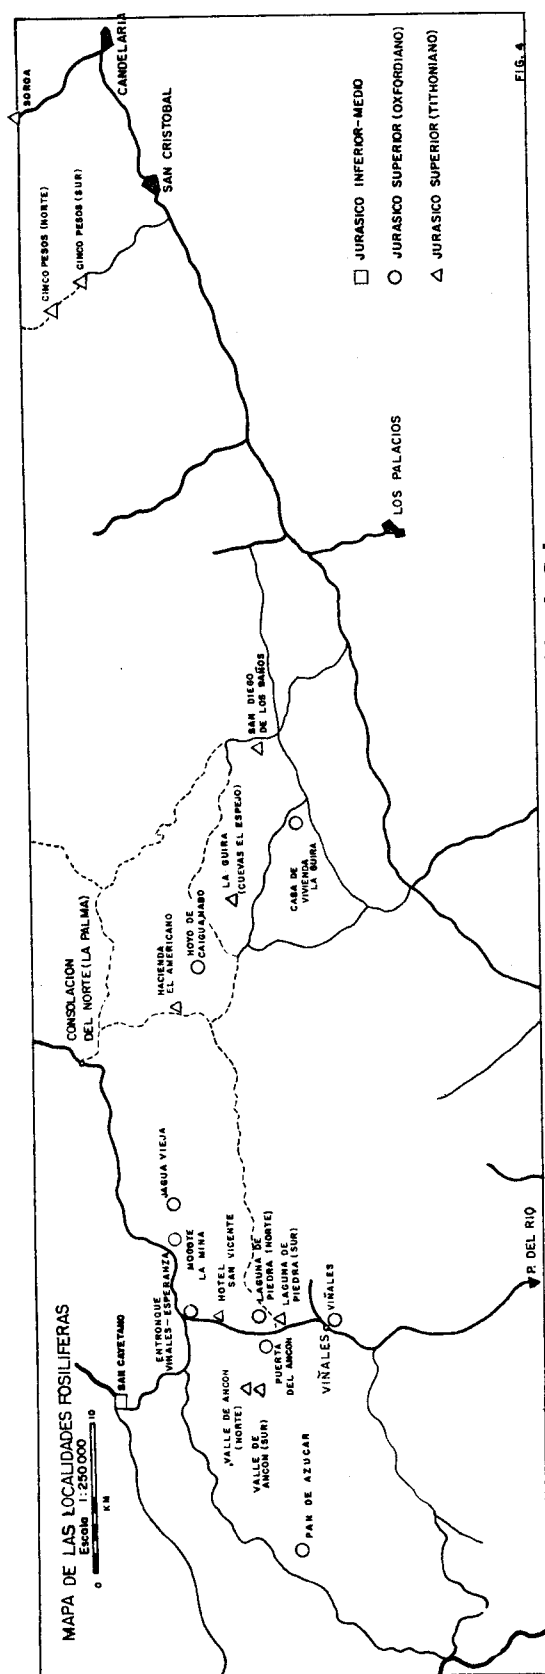 MAPA DE LAS LOCALIDADES FOSILIFERAS
Escala 1:250 000
0 10
KM
SAN CAYETANO
ENTRONQUE
VIÑALES-ESPERANZA
MOGOTE
LA MINA
JAGUA VIEJA
HOTEL
SAN VICENTE
LAGUNA DE
PIEDRA (NORTE)
LAGUNA DE
PIEDRA (SUR)
VALLE DE ANCON
(NORTE)
VALLE DE
ANCON (SUR)
PUERTA
DEL ANCON
VIÑALES
VIÑALES
PAN DE AZUCAR
P. DEL RIO
CONSOLACION
DEL NORTE (LA PALMA)
HACIENDA
EL AMERICANO
HOYO DE
CAIGUANABO
LA GUIRA
(CUEVAS EL ESPEJO)
CASA DE
VIVIENDA
LA GUIRA
SAN DIEGO
DE LOS BAÑOS
LOS PALACIOS
CINCO PESOS (NORTE)
CINCO PESOS (SUR)
SAN CRISTOBAL
SOROA
CANDELARIA
JURASICO INFERIOR-MEDIO
JURASICO SUPERIOR (OXFORDIANO)
JURASICO SUPERIOR (TITHONIANO)
FIG. 4